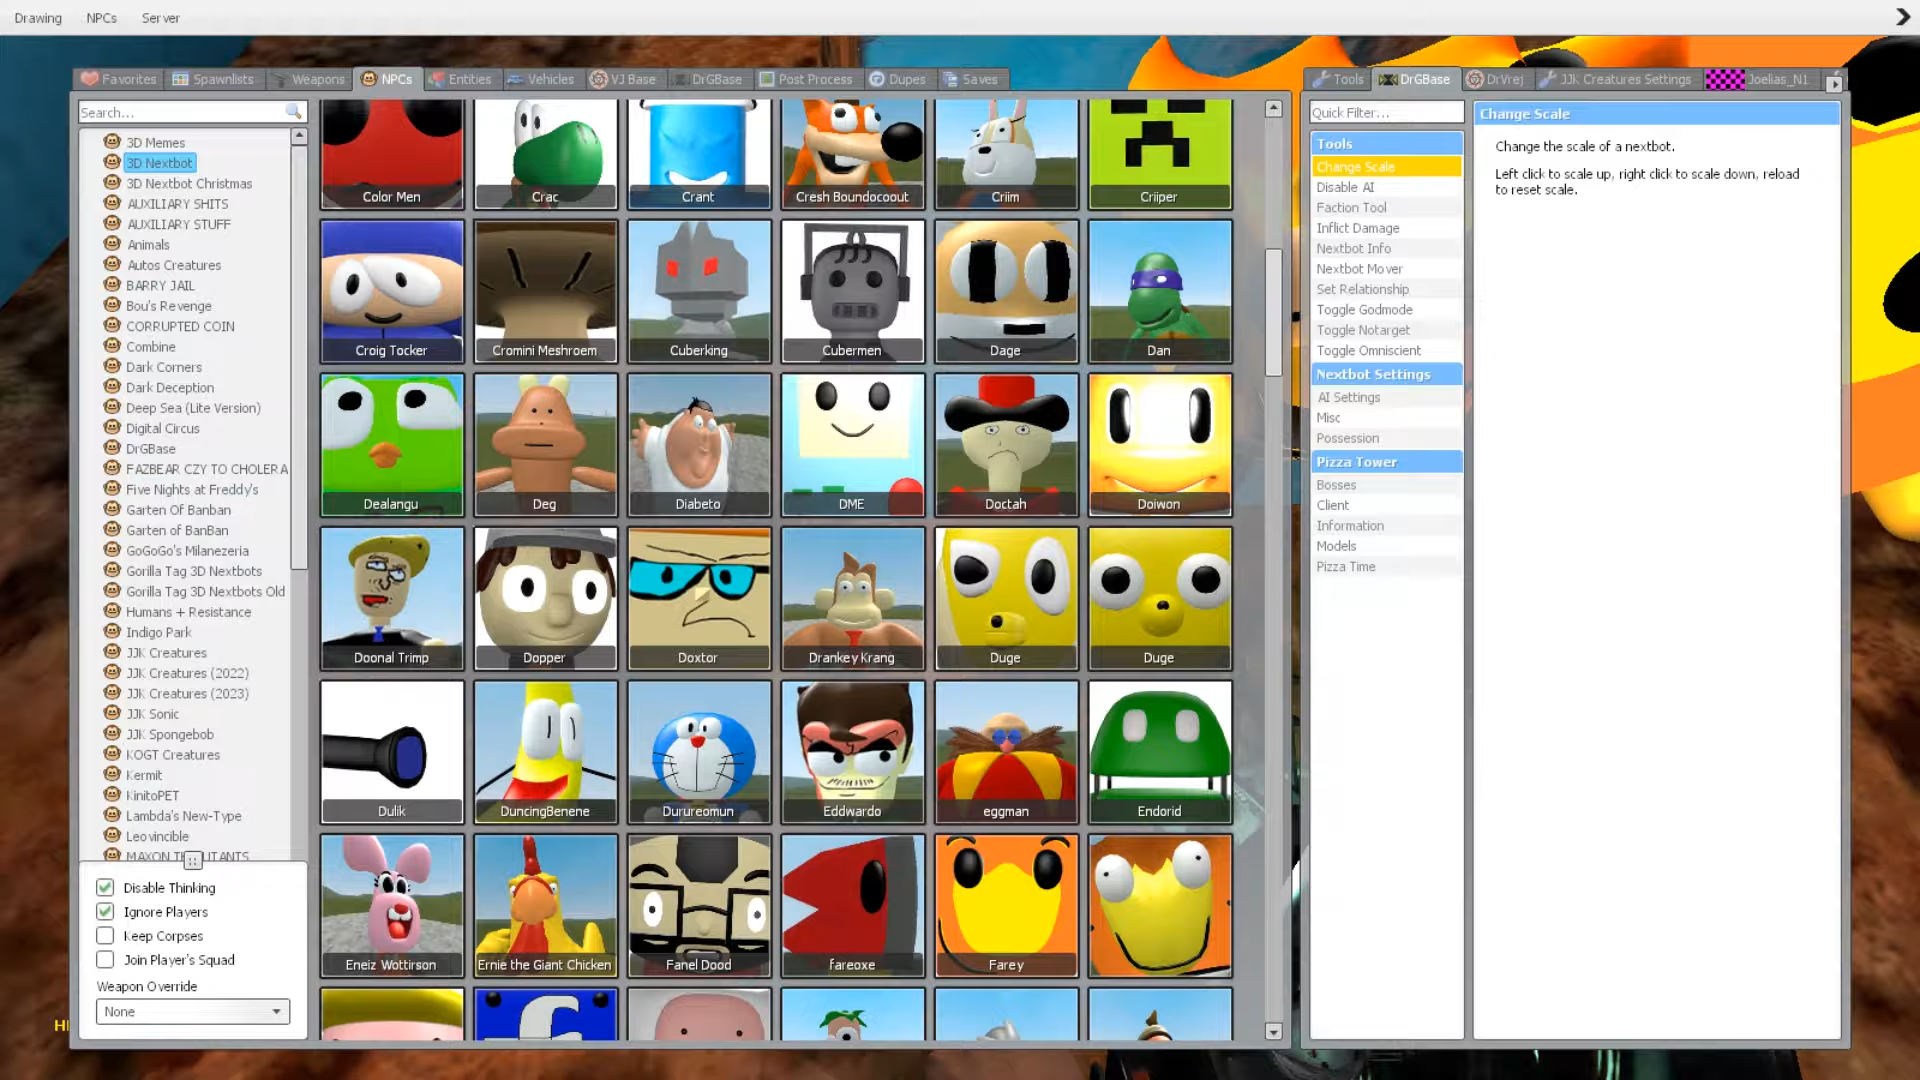 Drawing NPCs Server
Favorites Spawnlists Weapons NPCs Entities Vehicles VJ Base DrGBase Post Process Dupes Saves
Search...
3D Memes
3D Nextbot
3D Nextbot Christmas
AUXILIARY SHITS
AUXILIARY STUFF
Animals
Autos Creatures
BARRY JAIL
Bou's Revenge
CORRUPTED COIN
Combine
Dark Corners
Dark Deception
Deep Sea (Lite Version)
Digital Circus
DrGBase
FAZBEAR CZY TO CHOLERA
Five Nights at Freddy's
Garten Of Banban
Garten of BanBan
GoGoGo's Milanezeria
Gorilla Tag 3D Nextbots
Gorilla Tag 3D Nextbots Old
Humans + Resistance
Indigo Park
JJK Creatures
JJK Creatures (2022)
JJK Creatures (2023)
JJK Sonic
JJK Spongebob
KOGT Creatures
Kermit
KinitoPET
Lambda's New-Type
Leovincible
Disable Thinking
Ignore Players
Keep Corpses
Join Player's Squad
Weapon Override
None
Color Men Crac Crant Cresh Boundocoout Criim Criiper
Croig Tocker Cromini Meshroem Cuberking Cubermen Dage Dan
Dealangu Deg Diabeto DME Doctah Doiwon
Doonal Trimp Dopper Doxtor Drankey Krang Duge Duge
Dulik DuncingBenene Durureomun Eddwardo eggman Endorid
Eneiz Wottirson Ernie the Giant Chicken Fanel Dood fareoxe Farey
Tools DrGBase DrVrej JJK Creatures Settings Joelias_N1
Quick Filter...
Tools
Change Scale
Disable AI
Faction Tool
Inflict Damage
Nextbot Info
Nextbot Mover
Set Relationship
Toggle Godmode
Toggle Notarget
Toggle Omniscient
Nextbot Settings
AI Settings
Misc
Possession
Pizza Tower
Bosses
Client
Information
Models
Pizza Time
Change Scale
Change the scale of a nextbot.
Left click to scale up, right click to scale down, reload
to reset scale.